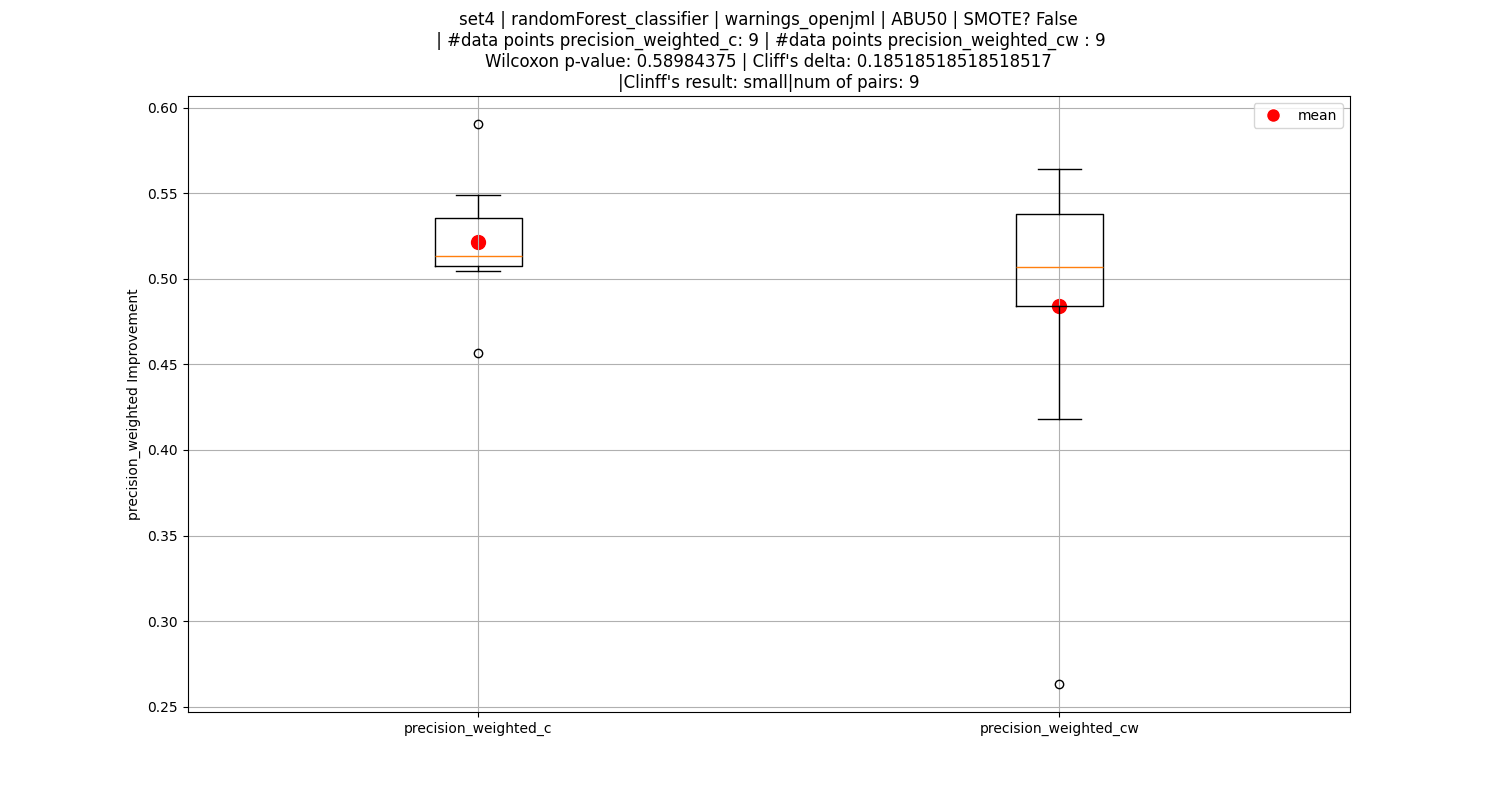 set4 | randomForest_classifier | warnings_openjml | ABU50 | SMOTE? False
| #data points precision_weighted_c: 9 | #data points precision_weighted_cw : 9
Wilcoxon p-value: 0.58984375 | Cliff's delta: 0.18518518518518517
|Clinff's result: small|num of pairs: 9
mean
0.60
0.55
0.50
0.45
0.40
0.35
0.30
0.25
precision_weighted Improvement
precision_weighted_c
precision_weighted_cw